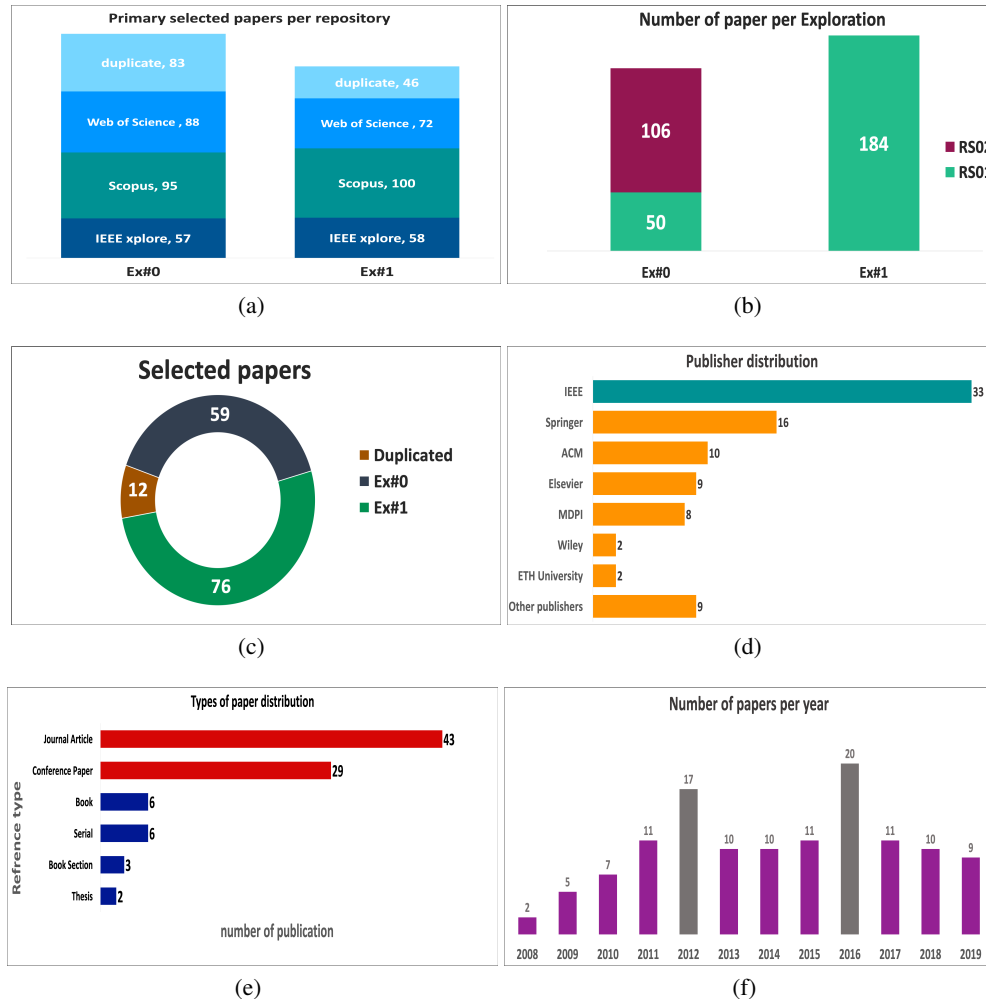 Primary selected papers per repository
duplicate, 83
Web of Science , 88
Scopus, 95
IEEE xplore, 57
Ex#0
duplicate, 46
Web of Science , 72
Scopus, 100
IEEE xplore, 58
Ex#1
(a)
Number of paper per Exploration
106
50
184
RS02
RS01
Ex#0
Ex#1
(b)
Selected papers
59
12
76
Duplicated
Ex#0
Ex#1
(c)
Publisher distribution
IEEE 33
Springer 16
ACM 10
Elsevier 9
MDPI 8
Wiley 2
ETH University 2
Other publishers 9
(d)
Types of paper distribution
Refrence type
Journal Article 43
Conference Paper 29
Book 6
Serial 6
Book Section 3
Thesis 2
number of publication
(e)
Number of papers per year
2 5 7 11 17 10 10 11 20 11 10 9
2008 2009 2010 2011 2012 2013 2014 2015 2016 2017 2018 2019
(f)